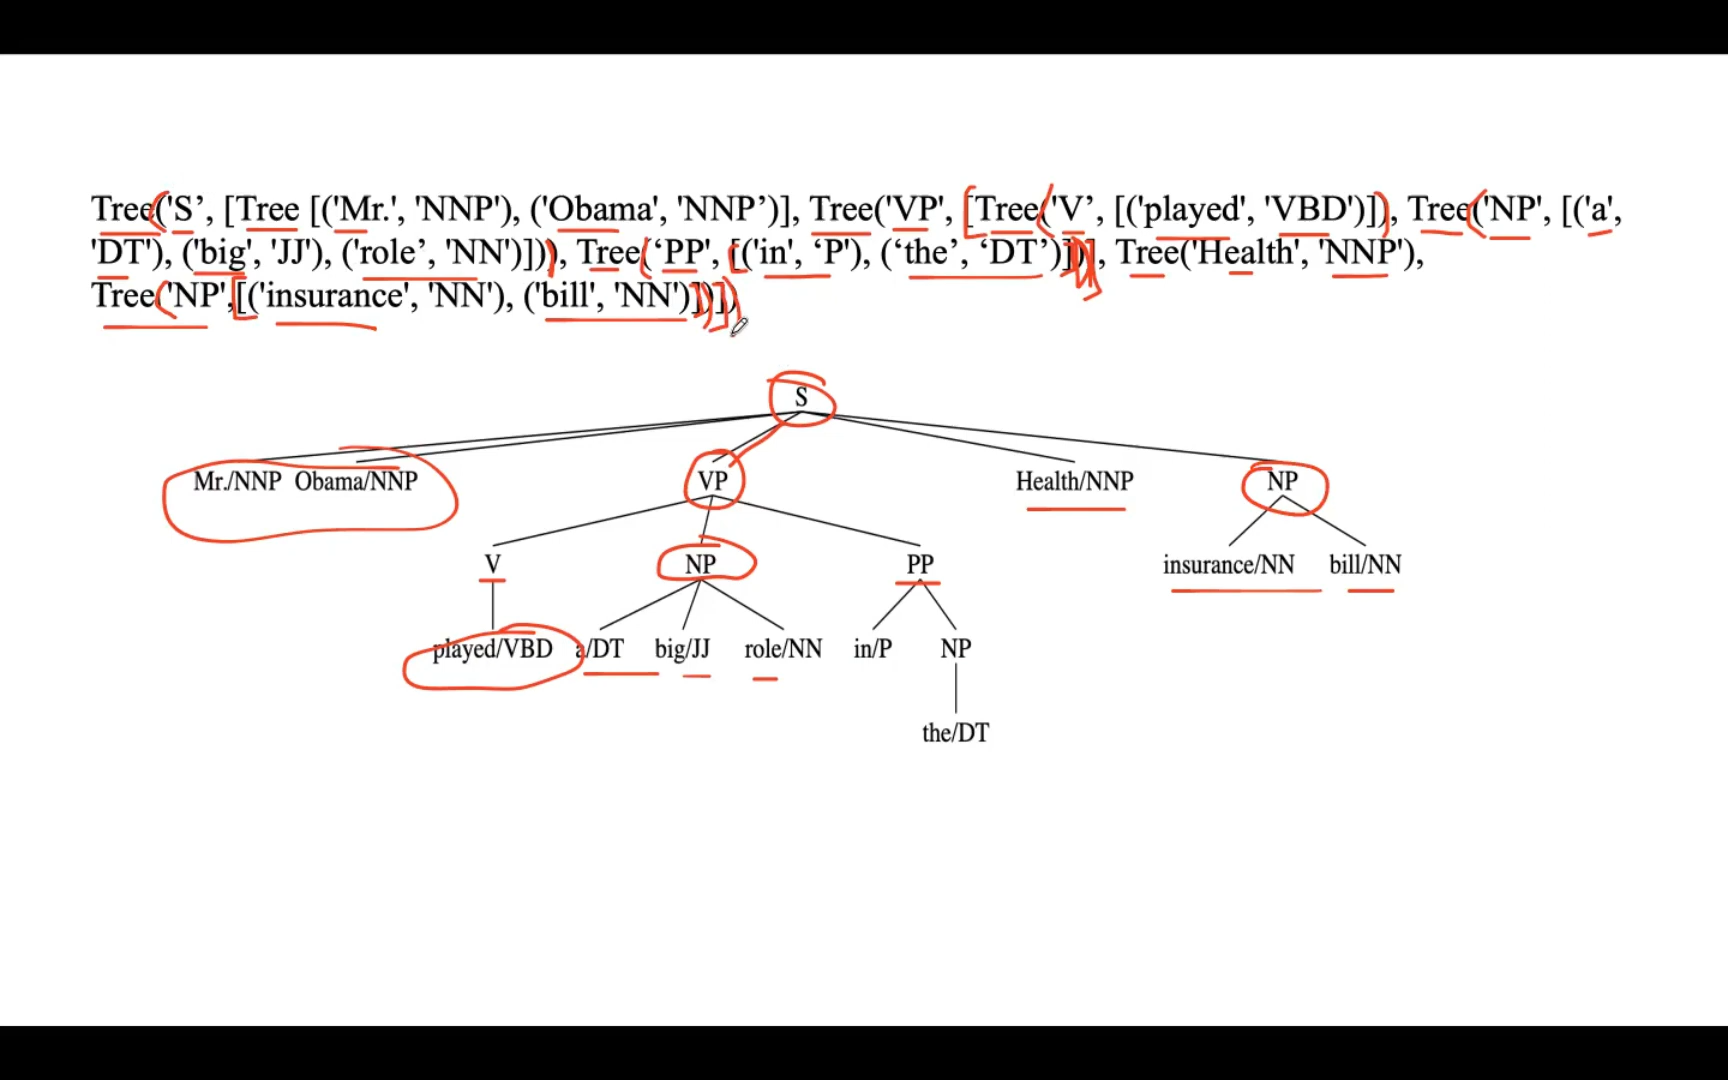 Tree('S’, [Tree [('Mr.', 'NNP'), ('Obama', 'NNP’)], Tree('VP', [Tree('V’, [('played', 'VBD')]), Tree('NP', [('a',
'DT'), ('big', 'JJ'), ('role’, 'NN')])), Tree(‘PP', [('in', ‘P'), (‘the’, ‘DT’)])], Tree('Health', 'NNP'),
Tree('NP',[('insurance', 'NN'), ('bill', 'NN')])])
S
Mr./NNP Obama/NNP VP Health/NNP NP
V NP PP insurance/NN bill/NN
played/VBD a/DT big/JJ role/NN in/P NP
the/DT